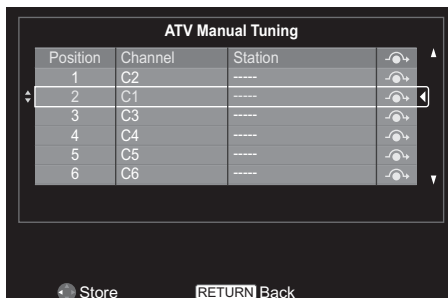 ATV Manual Tuning
Position Channel Station
1 C2 -----
2 C1 -----
3 C3 -----
4 C4 -----
5 C5 -----
6 C6 -----
Store RETURN Back